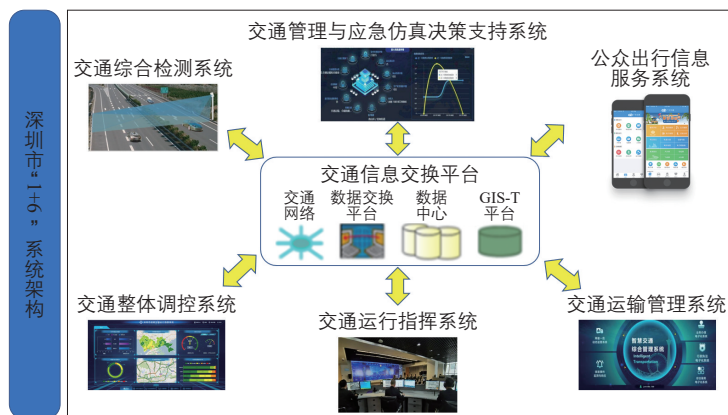 深圳市“1+6”系统架构
交通管理与应急仿真决策支持系统
交通综合检测系统
公众出行信息
服务系统
交通信息交换平台
交通
网络
数据交换
平台
数据
中心
GIS-T
平台
交通整体调控系统
交通运行指挥系统
交通运输管理系统
智慧交通
综合管理系统
Intelligent
Transportation